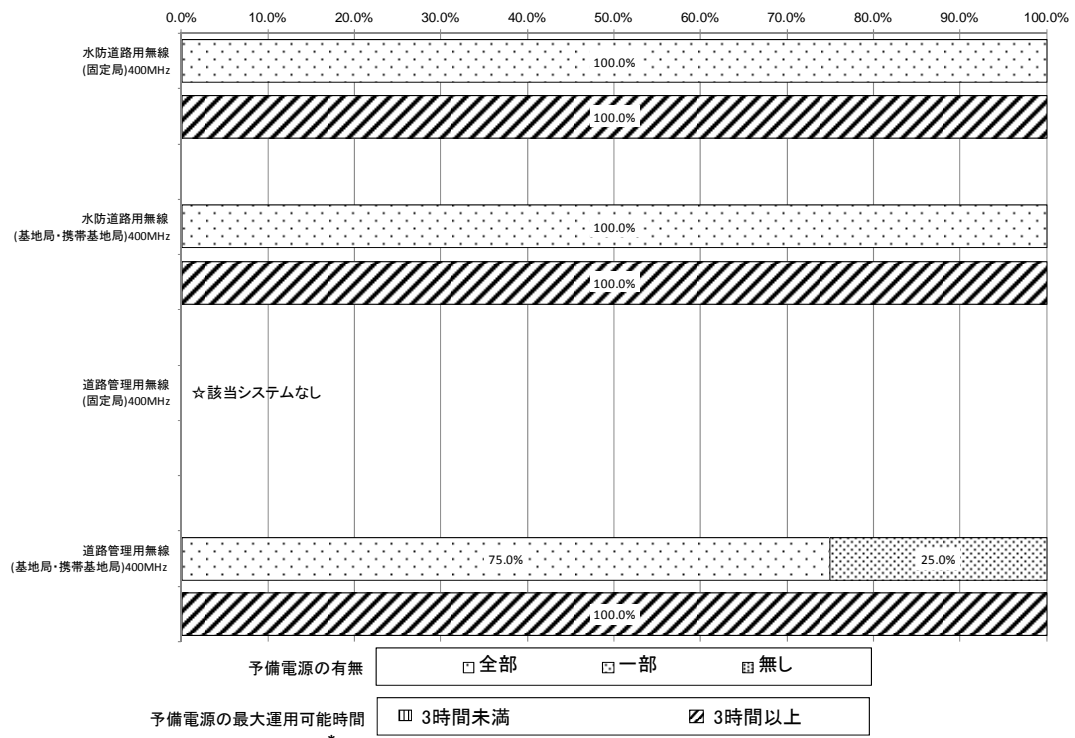 0.0% 10.0% 20.0% 30.0% 40.0% 50.0% 60.0% 70.0% 80.0% 90.0% 100.0%
水防道路用無線
(固定局)400MHz
100.0%
100.0%
水防道路用無線
(基地局・携帯基地局)400MHz
100.0%
100.0%
道路管理用無線
(固定局)400MHz
☆該当システムなし
道路管理用無線
(基地局・携帯基地局)400MHz
75.0% 25.0%
100.0%
予備電源の有無 全部 一部 無し
予備電源の最大運用可能時間 3時間未満 3時間以上
*